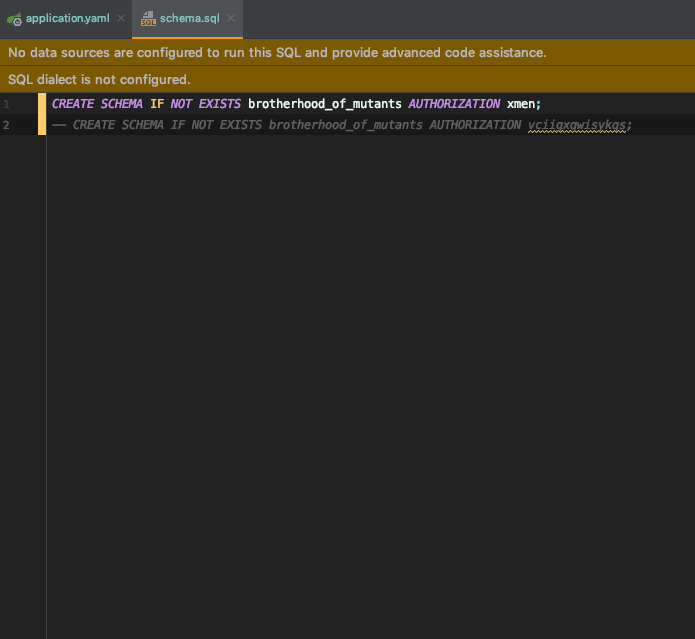 application.yaml
schema.sql
No data sources are configured to run this SQL and provide advanced code assistance.
SQL dialect is not configured.
1 CREATE SCHEMA IF NOT EXISTS brotherhood_of_mutants AUTHORIZATION xmen;
2 -- CREATE SCHEMA IF NOT EXISTS brotherhood_of_mutants AUTHORIZATION